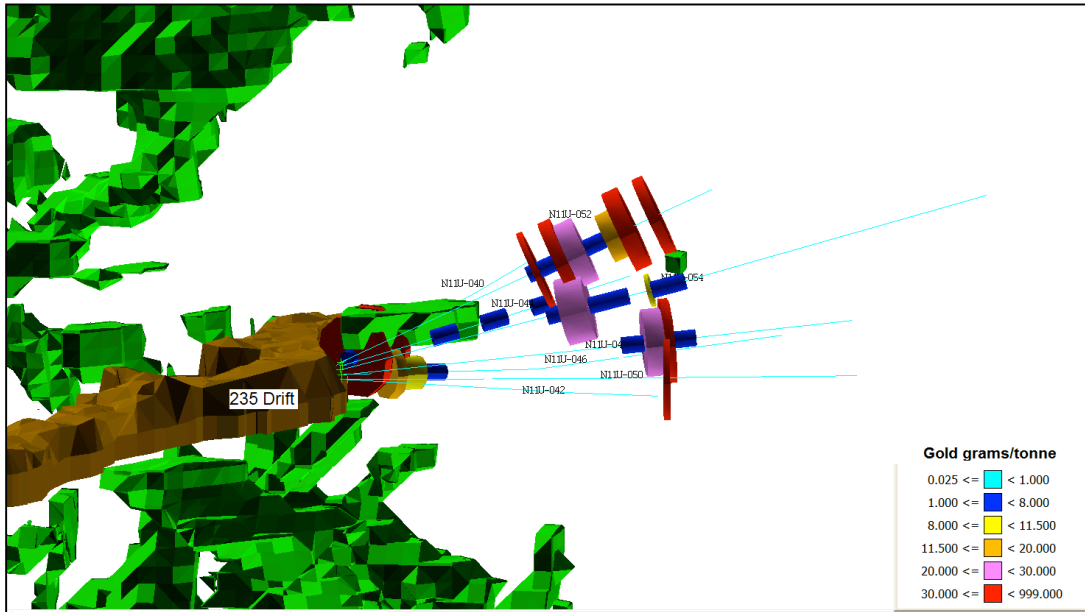 N11U-052
N11U-040
N11U-046
N11U-050
N11U-042
235 Drift
Gold grams/tonne
0.025 <= < 1.000
1.000 <= < 8.000
8.000 <= < 11.500
11.500 <= < 20.000
20.000 <= < 30.000
30.000 <= < 999.000